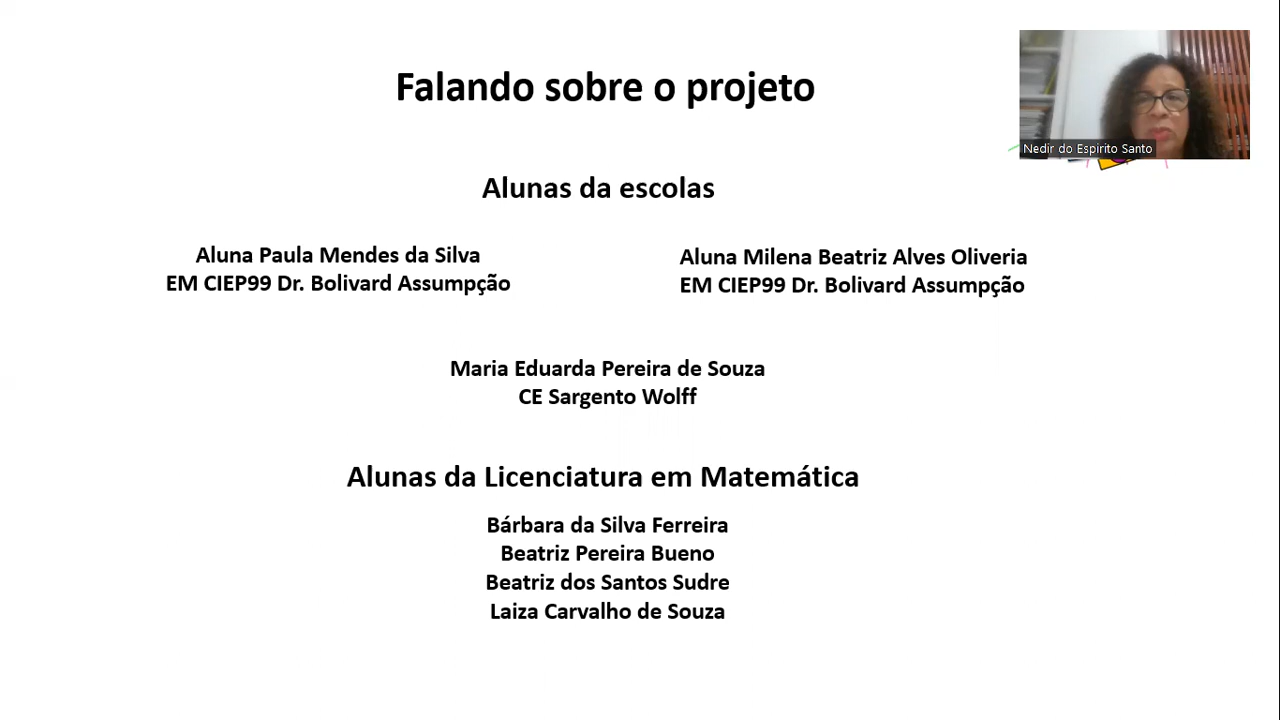 Falando sobre o projeto
Nedir do Espirito Santo
Alunas da escolas
Aluna Paula Mendes da Silva
EM CIEP99 Dr. Bolivard Assumpção
Aluna Milena Beatriz Alves Oliveria
EM CIEP99 Dr. Bolivard Assumpção
Maria Eduarda Pereira de Souza
CE Sargento Wolff
Alunas da Licenciatura em Matemática
Bárbara da Silva Ferreira
Beatriz Pereira Bueno
Beatriz dos Santos Sudre
Laiza Carvalho de Souza